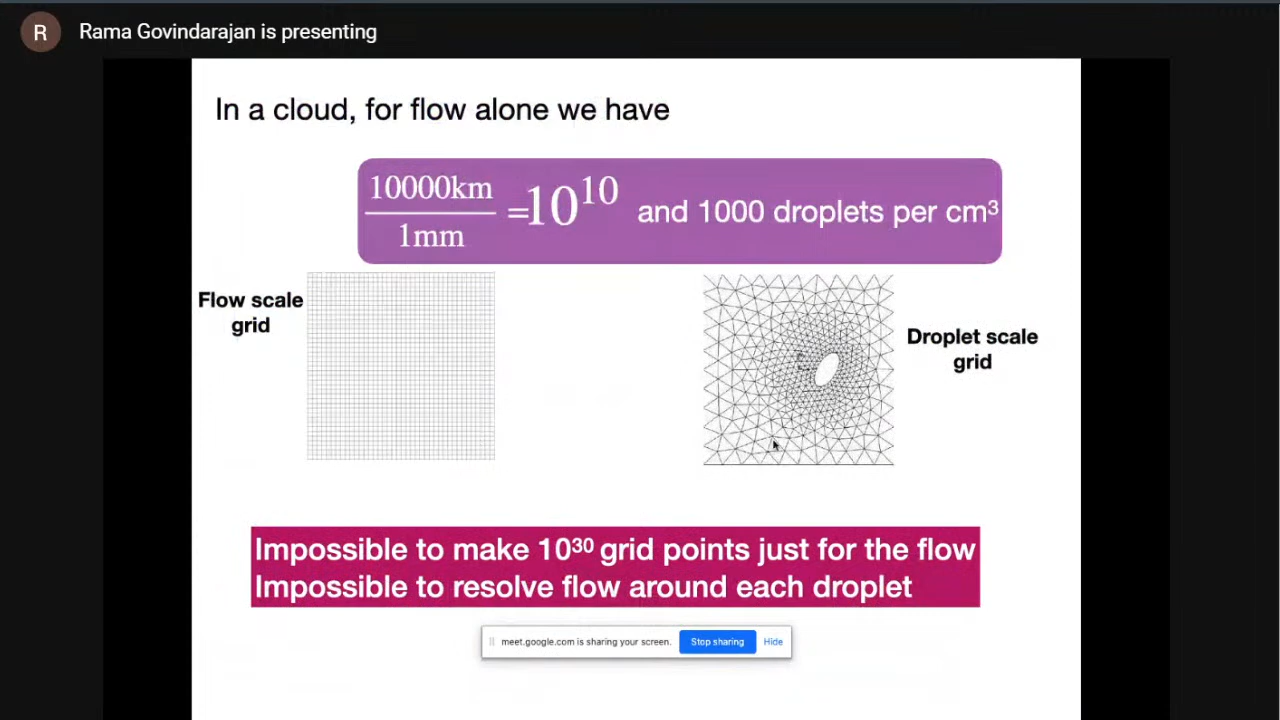 R
Rama Govindarajan is presenting
In a cloud, for flow alone we have
10000km
1mm
=10¹⁰ and 1000 droplets per cm³
Flow scale
grid
Droplet scale
grid
Impossible to make 10³⁰ grid points just for the flow
Impossible to resolve flow around each droplet
meet.google.com is sharing your screen. Stop sharing Hide